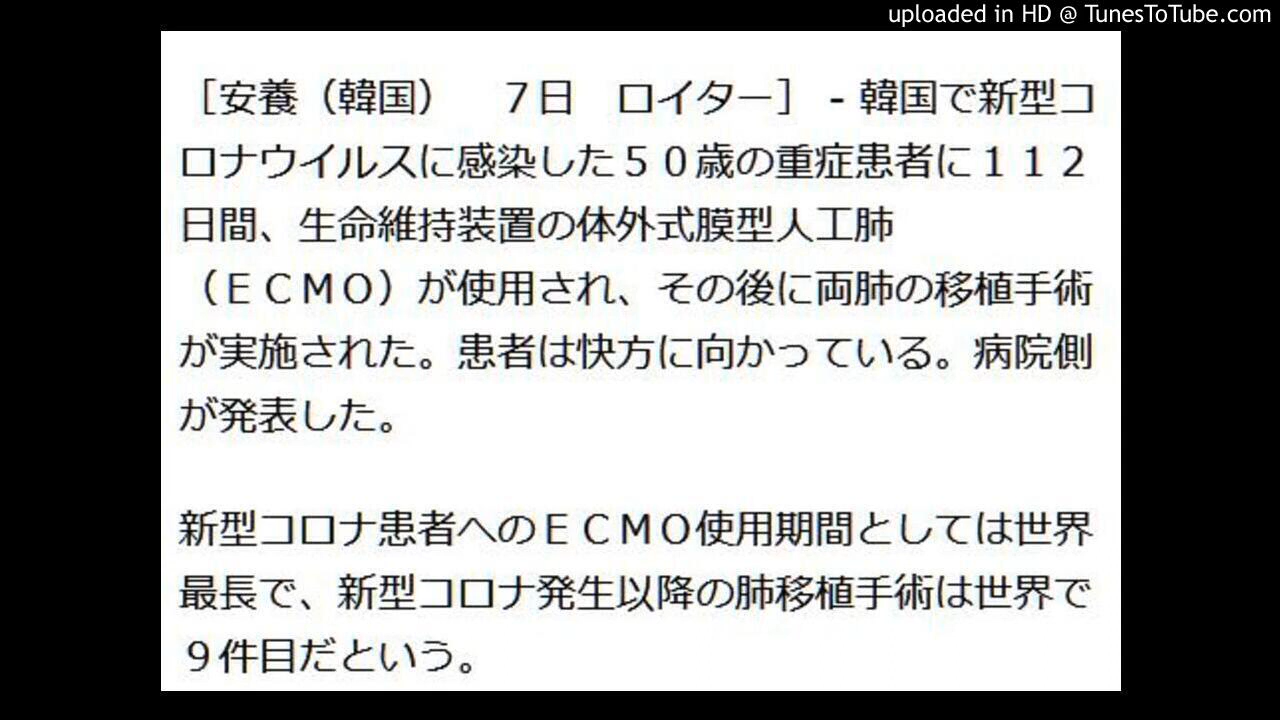 uploaded in HD @ TunesToTube.com
［安養（韓国）　７日　ロイター］ - 韓国で新型コ
ロナウイルスに感染した５０歳の重症患者に１１２
日間、生命維持装置の体外式膜型人工肺
（ＥＣＭＯ）が使用され、その後に両肺の移植手術
が実施された。患者は快方に向かっている。病院側
が発表した。
新型コロナ患者へのＥＣＭＯ使用期間としては世界
最長で、新型コロナ発生以降の肺移植手術は世界で
９件目だという。